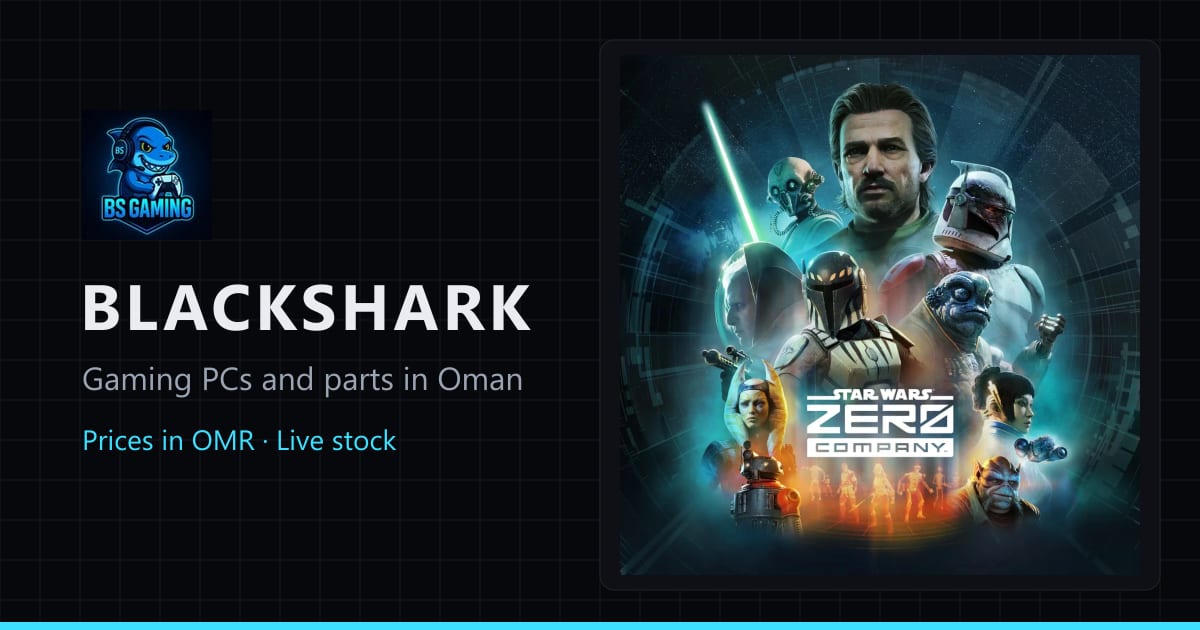 BS
BS GAMING
BLACKSHARK
Gaming PCs and parts in Oman
Prices in OMR · Live stock
STAR WARS
ZERO
COMPANY